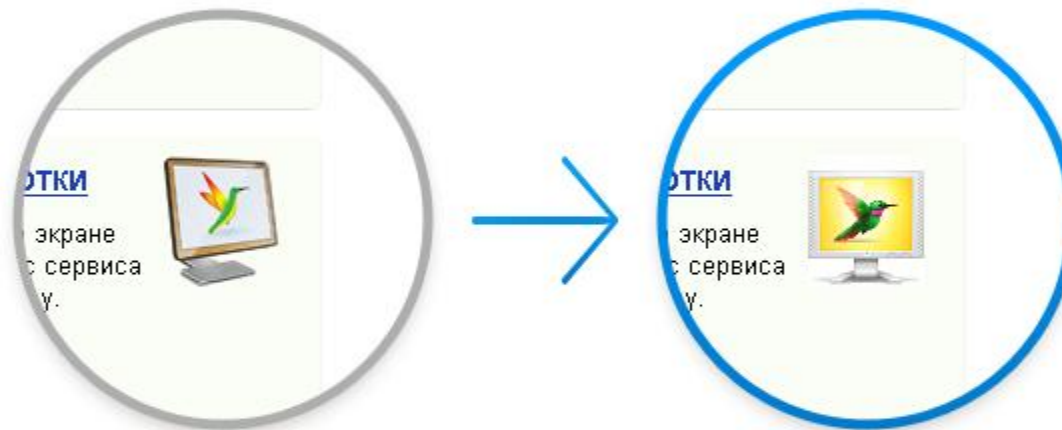 отки
экране
с сервиса
у.
отки
экране
с сервиса
у.